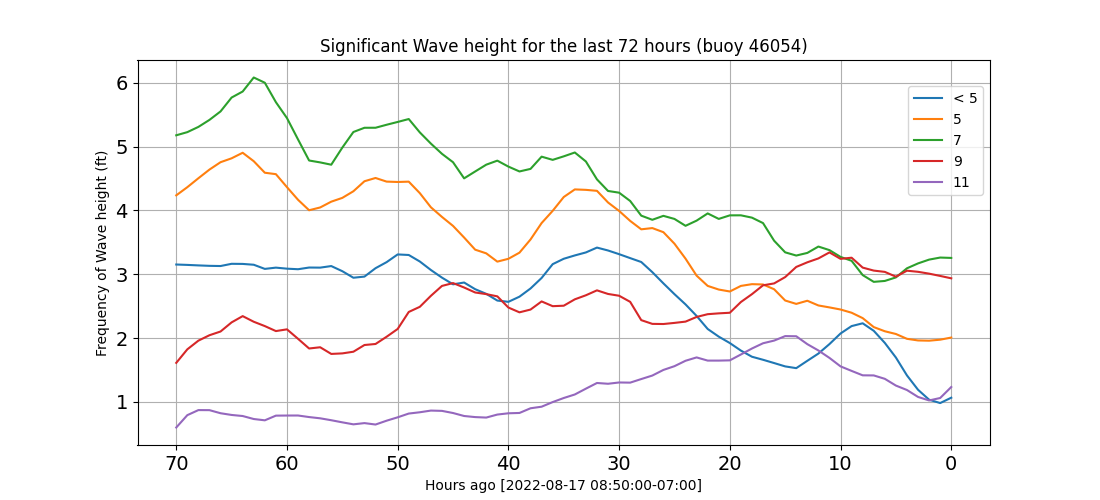 Significant Wave height for the last 72 hours (buoy 46054)
Frequency of Wave height (ft)
6
5
4
3
2
1
< 5
5
7
9
11
70 60 50 40 30 20 10 0
Hours ago [2022-08-17 08:50:00-07:00]